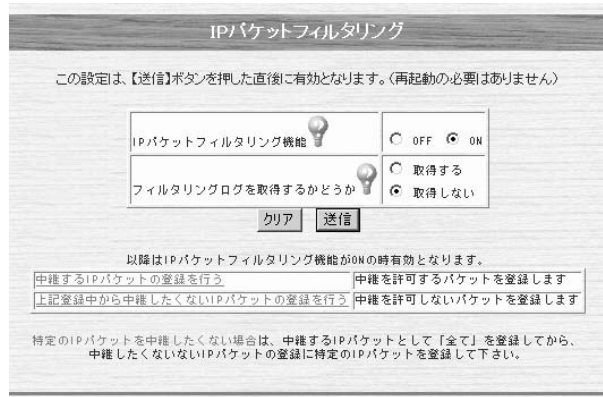 IPパケットフィルタリング
この設定は、【送信】ボタンを押した直後に有効となります。（再起動の必要はありません）
IPパケットフィルタリング機能 OFF ON
フィルタリングログを取得するかどうか 取得する
取得しない
クリア 送信
以降はIPパケットフィルタリング機能がONの時有効となります。
中継するIPパケットの登録を行う 中継を許可するパケットを登録します
上記登録中から中継したくないIPパケットの登録を行う 中継を許可しないパケットを登録します
特定のIPパケットを中継したくない場合は、中継するIPパケットとして「全て」を登録してから、
中継したくないないIPパケットの登録に特定のIPパケットを登録して下さい。